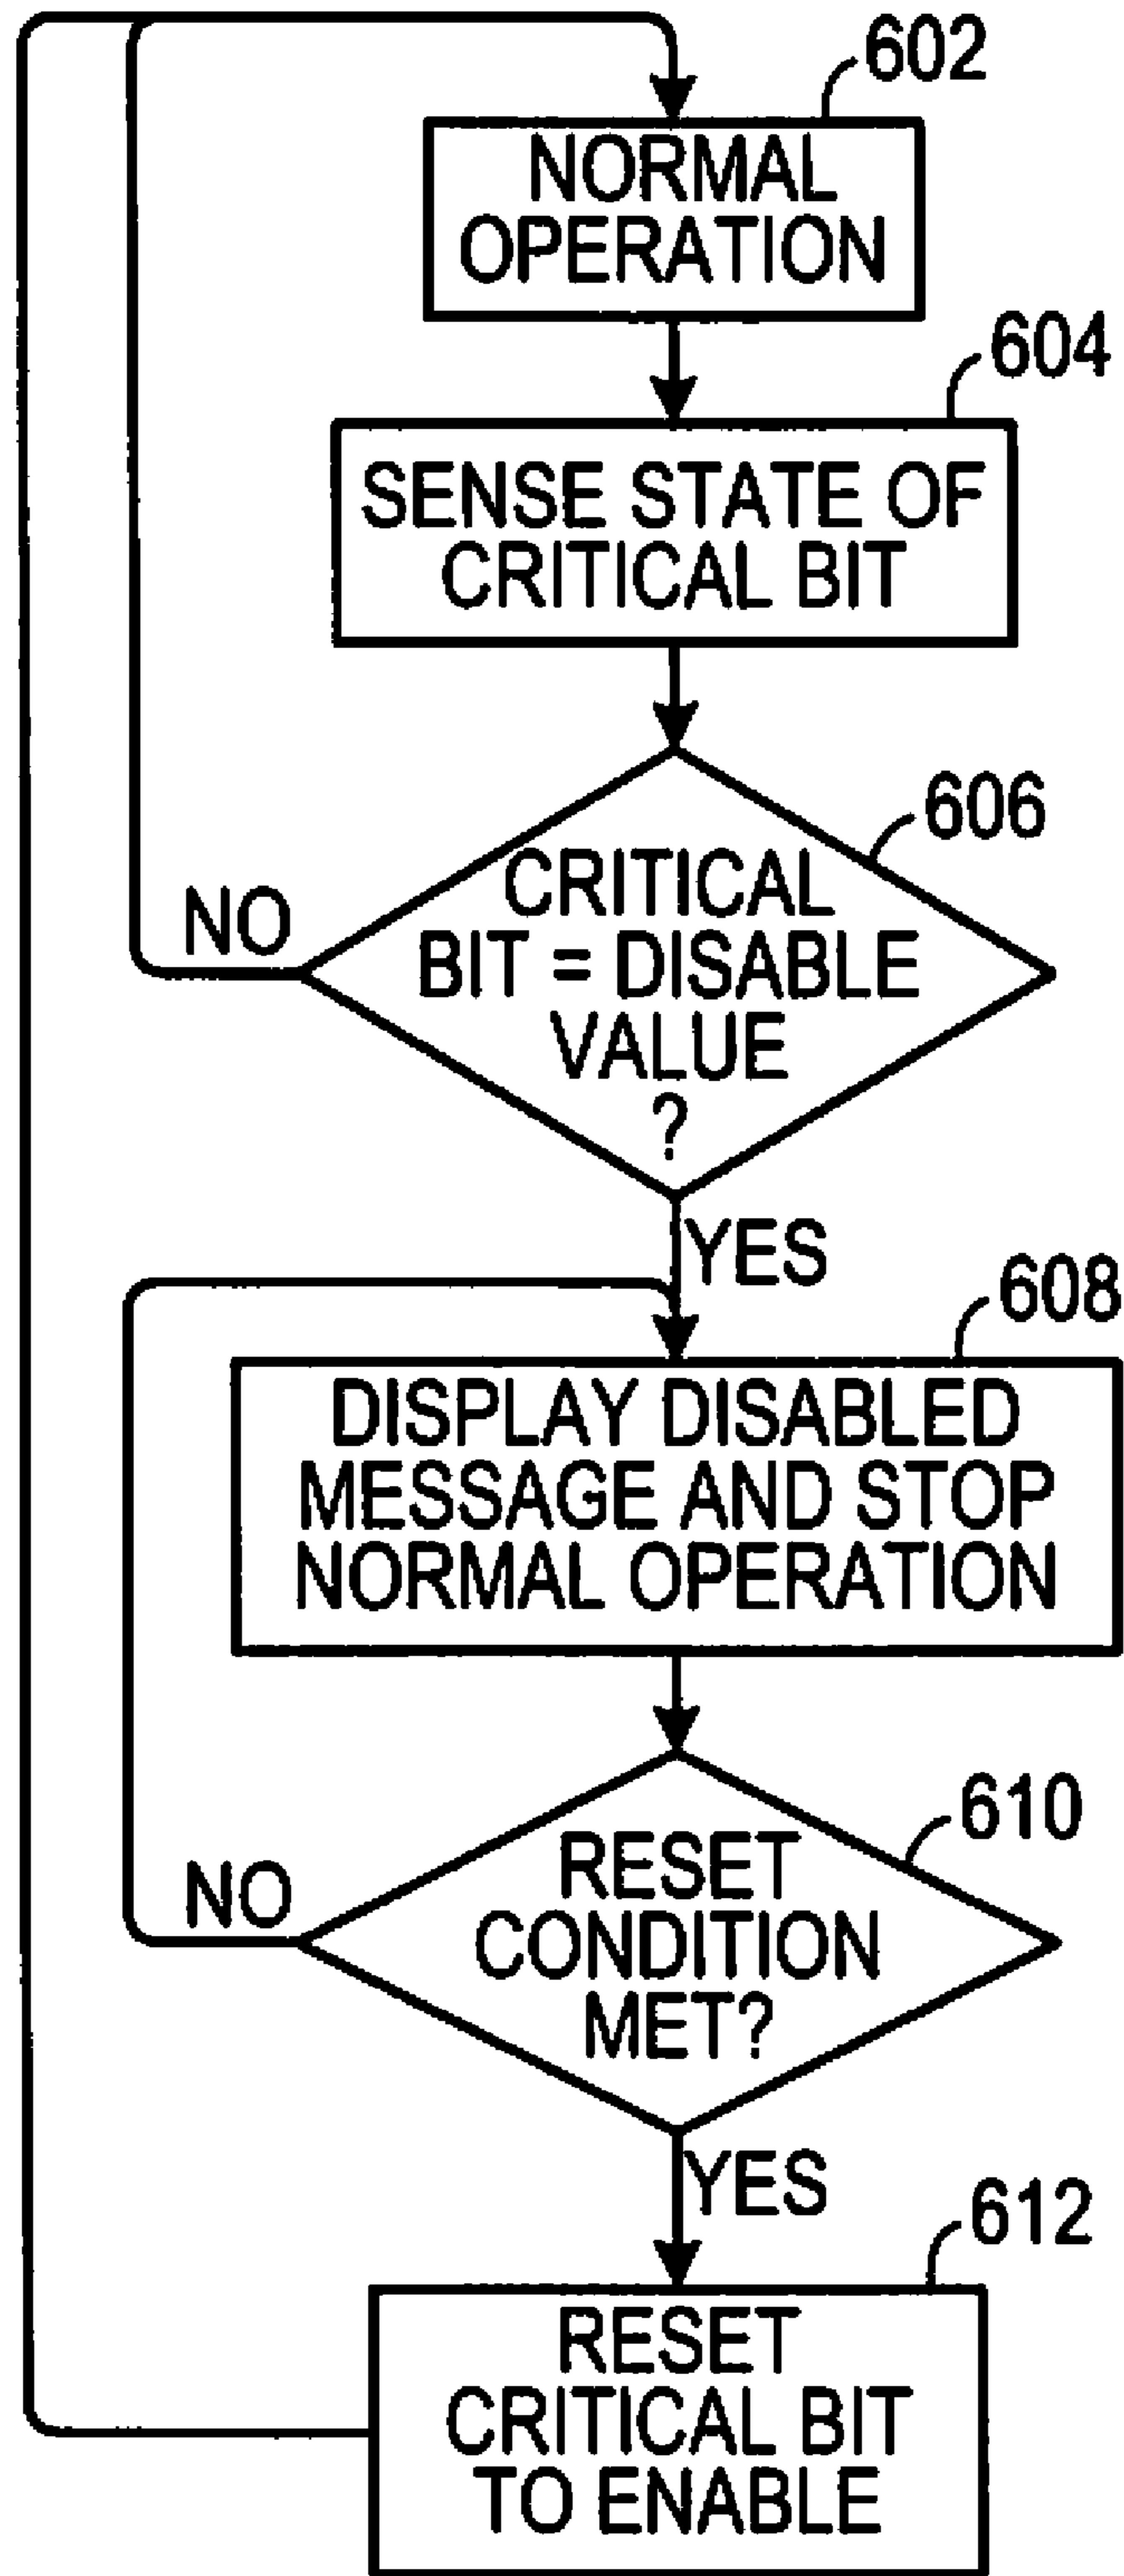 602
NORMAL
OPERATION
604
SENSE STATE OF
CRITICAL BIT
606
CRITICAL
BIT = DISABLE
VALUE
?
NO
YES
608
DISPLAY DISABLED
MESSAGE AND STOP
NORMAL OPERATION
610
RESET
CONDITION
MET?
NO
YES
612
RESET
CRITICAL BIT
TO ENABLE